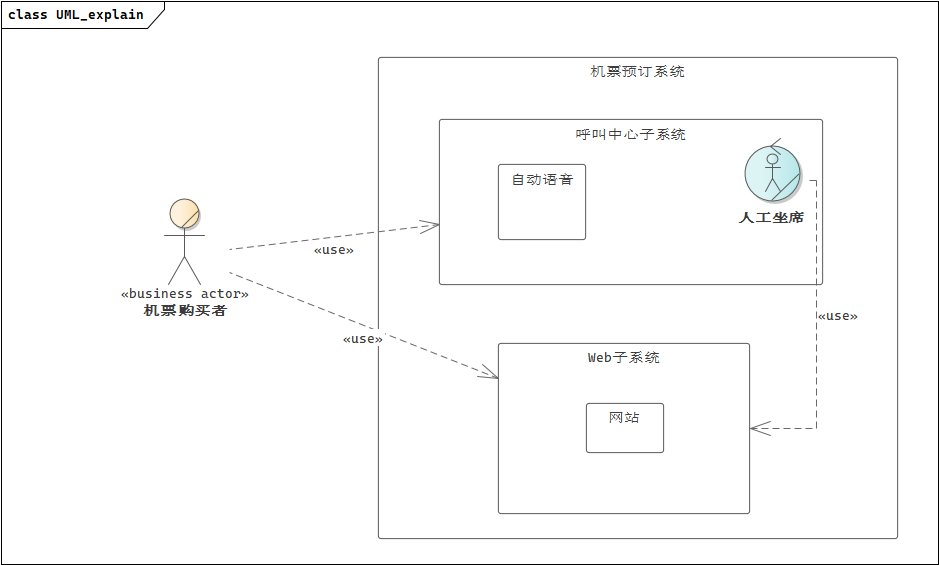 class UML_explain
机票预订系统
呼叫中心子系统
自动语音
人工坐席
«use»
«business actor»
机票购买者
«use»
«use»
Web子系统
网站